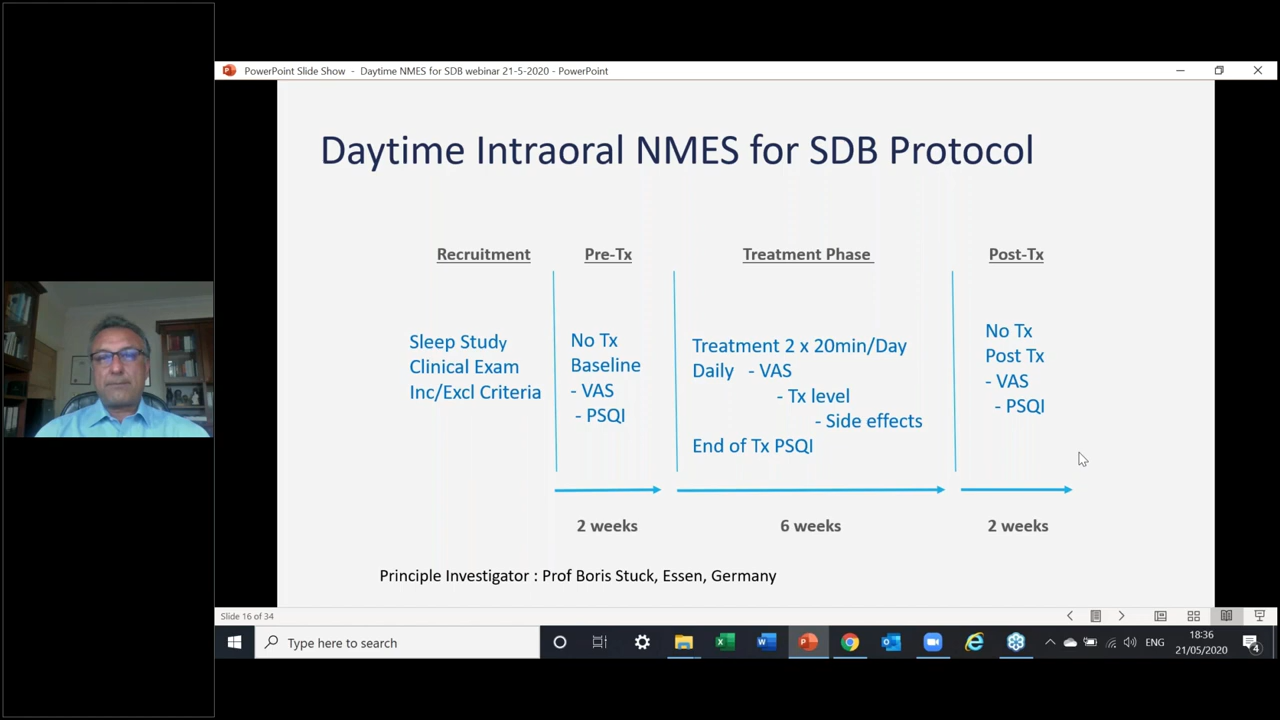 PowerPoint Slide Show - Daytime NMES for SDB webinar 21-5-2020 - PowerPoint
Daytime Intraoral NMES for SDB Protocol
Recruitment
Sleep Study
Clinical Exam
Inc/Excl Criteria
Pre-Tx
No Tx
Baseline
- VAS
- PSQI
2 weeks
Treatment Phase
Treatment 2 x 20min/Day
Daily - VAS
- Tx level
- Side effects
End of Tx PSQI
6 weeks
Post-Tx
No Tx
Post Tx
- VAS
- PSQI
2 weeks
Principle Investigator : Prof Boris Stuck, Essen, Germany
Slide 16 of 34
Type here to search
ENG
18:36
21/05/2020
4